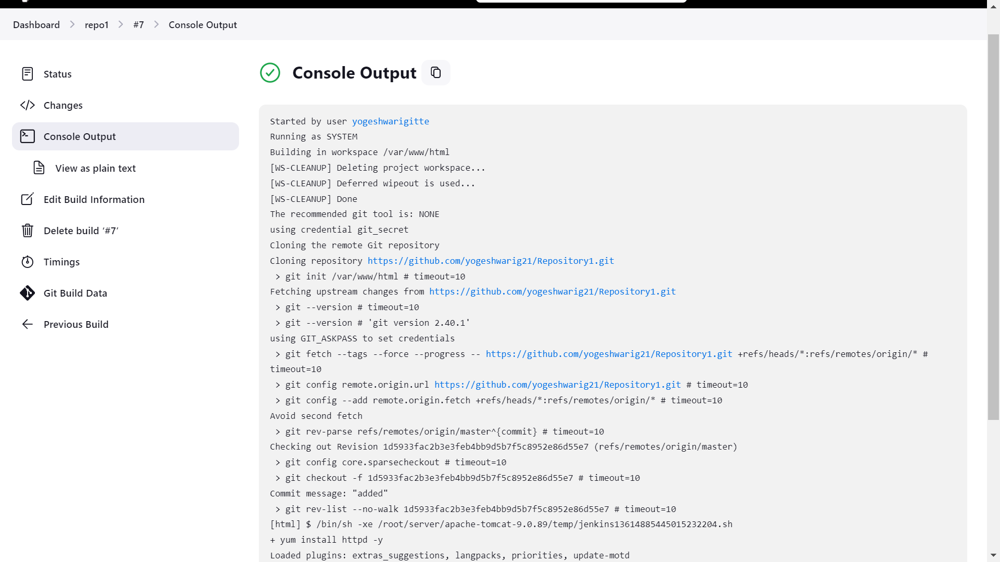 Dashboard > repo1 > #7 > Console Output
Status
Changes
Console Output
View as plain text
Edit Build Information
Delete build ‘#7’
Timings
Git Build Data
Previous Build
Console Output
Started by user yogeshwarigitte
Running as SYSTEM
Building in workspace /var/www/html
[WS-CLEANUP] Deleting project workspace...
[WS-CLEANUP] Deferred wipeout is used...
[WS-CLEANUP] Done
The recommended git tool is: NONE
using credential git_secret
Cloning the remote Git repository
Cloning repository https://github.com/yogeshwarig21/Repository1.git
 > git init /var/www/html # timeout=10
Fetching upstream changes from https://github.com/yogeshwarig21/Repository1.git
 > git --version # timeout=10
 > git --version # 'git version 2.40.1'
using GIT_ASKPASS to set credentials
 > git fetch --tags --force --progress -- https://github.com/yogeshwarig21/Repository1.git +refs/heads/*:refs/remotes/origin/* #
timeout=10
 > git config remote.origin.url https://github.com/yogeshwarig21/Repository1.git # timeout=10
 > git config --add remote.origin.fetch +refs/heads/*:refs/remotes/origin/* # timeout=10
Avoid second fetch
 > git rev-parse refs/remotes/origin/master^{commit} # timeout=10
Checking out Revision 1d5933fac2b3e3feb4bb9d5b7f5c8952e86d55e7 (refs/remotes/origin/master)
 > git config core.sparsecheckout # timeout=10
 > git checkout -f 1d5933fac2b3e3feb4bb9d5b7f5c8952e86d55e7 # timeout=10
Commit message: "added"
 > git rev-list --no-walk 1d5933fac2b3e3feb4bb9d5b7f5c8952e86d55e7 # timeout=10
[html] $ /bin/sh -xe /root/server/apache-tomcat-9.0.89/temp/jenkins13614885445015232204.sh
+ yum install httpd -y
Loaded plugins: extras_suggestions, langpacks, priorities, update-motd